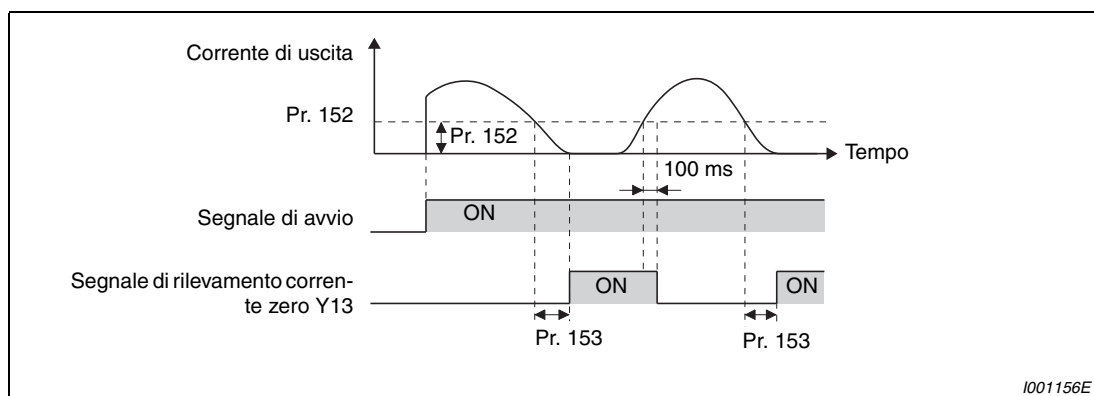 Corrente di uscita
Pr. 152
Pr. 152
Tempo
100 ms
Segnale di avvio
ON
Segnale di rilevamento corren-
te zero Y13
ON
ON
Pr. 153
Pr. 153
I001156E